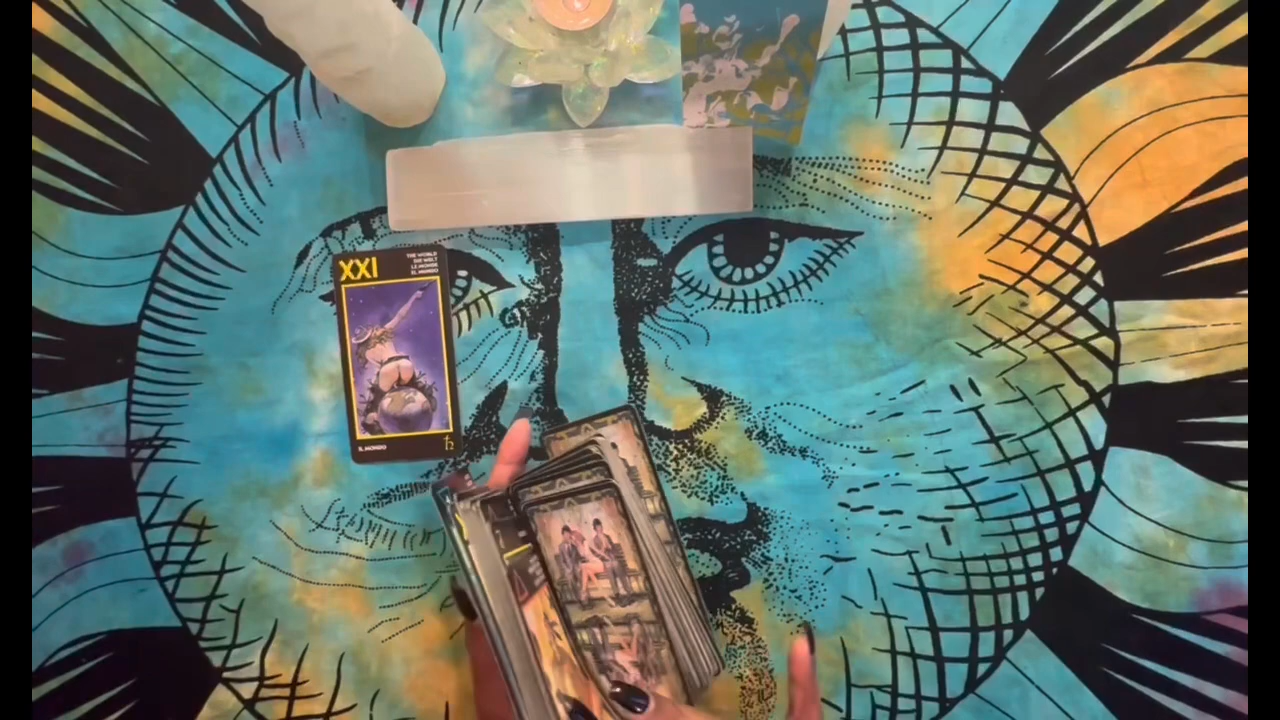 XXI
THE WORLD
DIE WELT
LE MONDE
EL MUNDO
IL MONDO